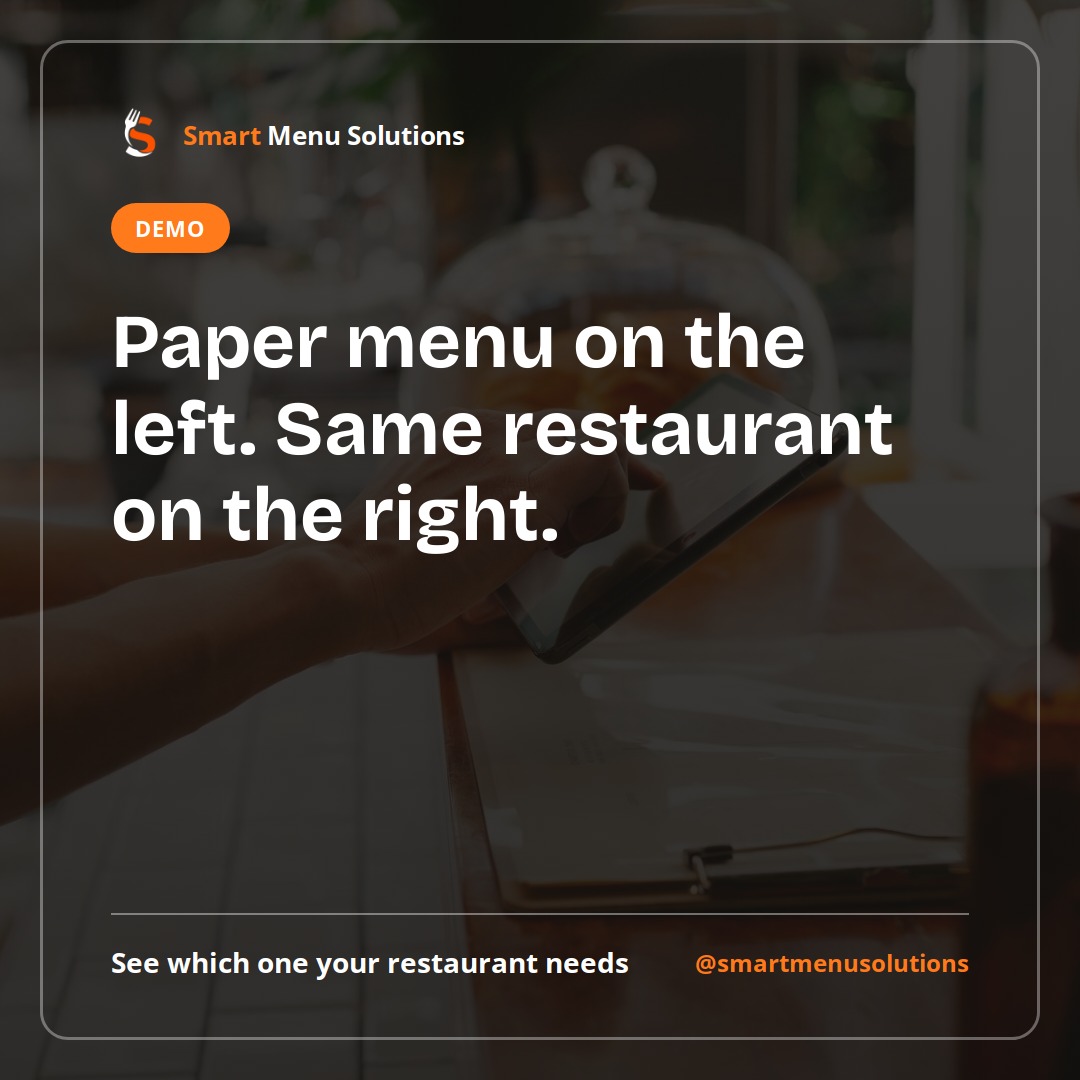 Smart Menu Solutions
DEMO
Paper menu on the
left. Same restaurant
on the right.
See which one your restaurant needs
@smartmenusolutions